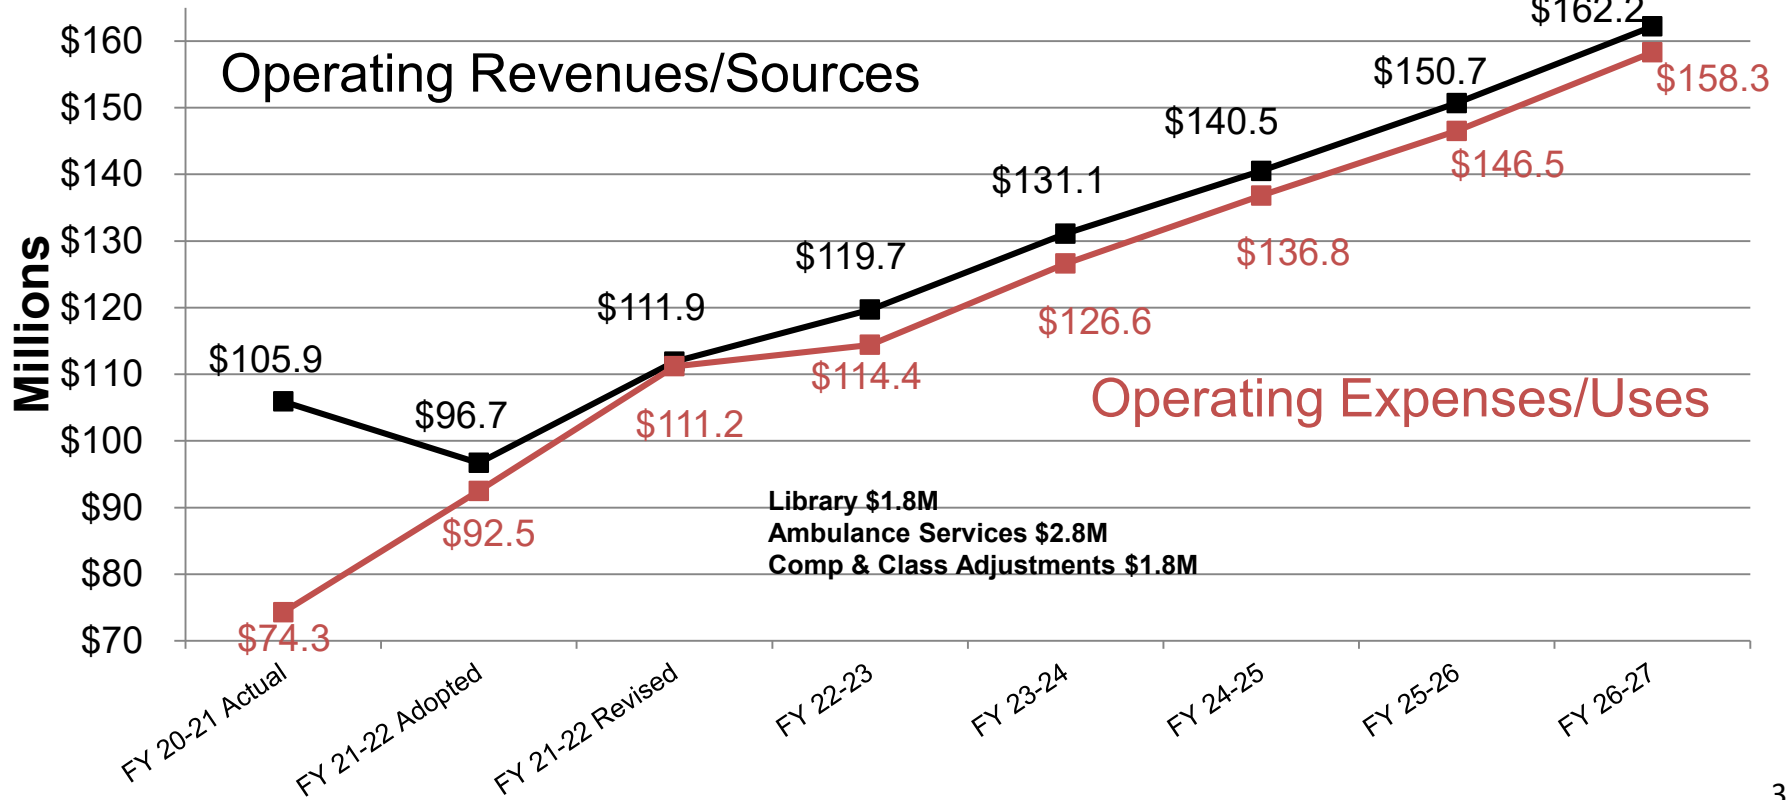 $162.2
$160
Operating Revenues/Sources
$150.7
$158.3
$150
$140.5
$146.5
$140
$131.1
$136.8
$130
$119.7
$126.6
$120
$111.9
Millions
$105.9
$110
$114.4
Operating Expenses/Uses
$96.7
$111.2
$100
Library $1.8M
$90
$92.5
Ambulance Services $2.8M
Comp & Class Adjustments $1.8M
$80
$74.3
$70
FY 20-21 Actual
FY 21-22 Adopted
FY 21-22 Revised
FY 22-23
FY 23-24
FY 24-25
FY 25-26
FY 26-27
3